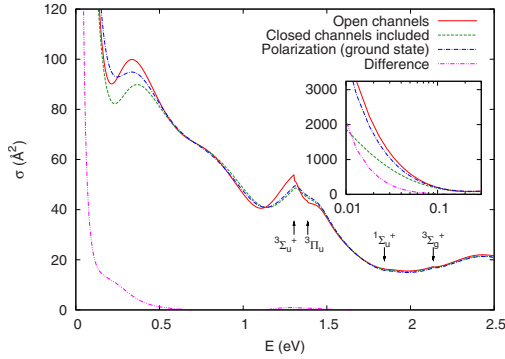 120
100
80
60
40
20
0
σ (Å²)
Open channels
Closed channels included
Polarization (ground state)
Difference
3000
2000
1000
0
0.01
0.1
³Σᵤ⁺
³Πᵤ
¹Σᵤ⁺
³Σg⁺
0
0.5
1
1.5
2
2.5
E (eV)